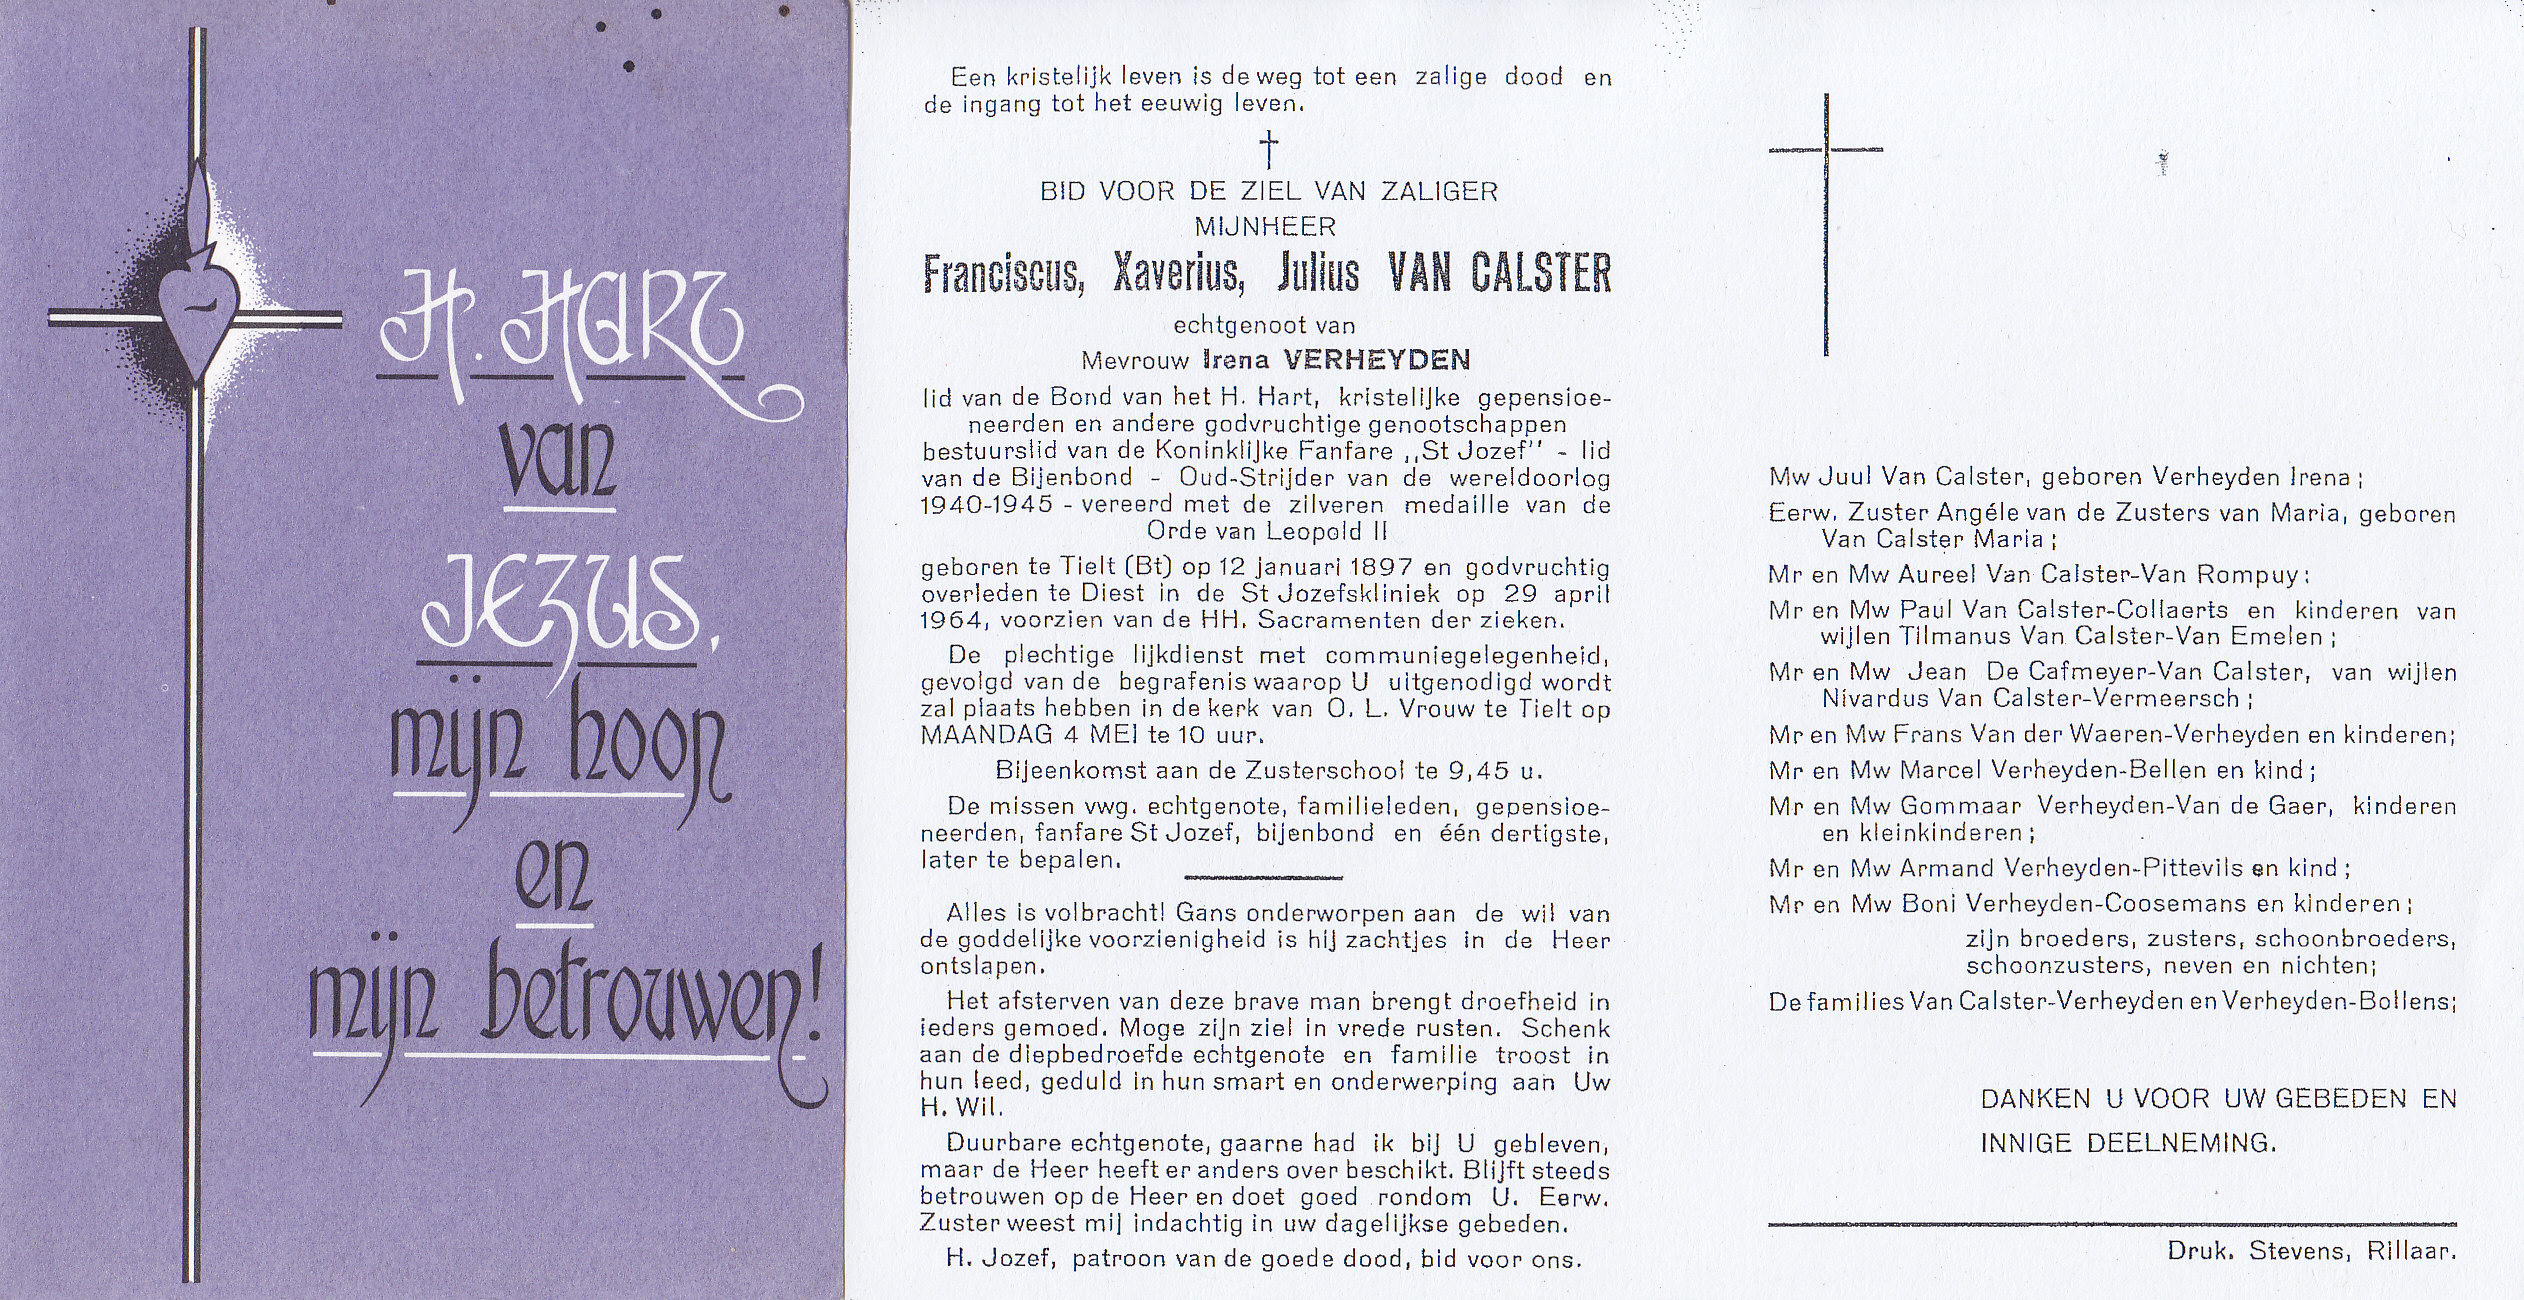 H. HART
van
JEZUS,
mijn hoop
en
mijn betrouwen!
Een kristelijk leven is de weg tot een zalige dood en
de ingang tot het eeuwig leven.
†
BID VOOR DE ZIEL VAN ZALIGER
MIJNHEER
Franciscus, Xaverius, Julius VAN CALSTER
echtgenoot van
Mevrouw Irena VERHEYDEN
lid van de Bond van het H. Hart, kristelijke gepensioe-
neerden en andere godvruchtige genootschappen
bestuurslid van de Koninklijke Fanfare ,,St Jozef'' - lid
van de Bijenbond - Oud-Strijder van de wereldoorlog
1940-1945 - vereerd met de zilveren medaille van de
Orde van Leopold II
geboren te Tielt (Bt) op 12 januari 1897 en godvruchtig
overleden te Diest in de St Jozefskliniek op 29 april
1964, voorzien van de HH. Sacramenten der zieken.
De plechtige lijkdienst met communiegelegenheid,
gevolgd van de begrafenis waarop U uitgenodigd wordt
zal plaats hebben in de kerk van O. L. Vrouw te Tielt op
MAANDAG 4 MEI te 10 uur.
Bijeenkomst aan de Zusterschool te 9,45 u.
De missen vwg. echtgenote, familieleden, gepensioe-
neerden, fanfare St Jozef, bijenbond en één dertigste,
later te bepalen.
Alles is volbracht! Gans onderworpen aan de wil van
de goddelijke voorzienigheid is hij zachtjes in de Heer
ontslapen.
Het afsterven van deze brave man brengt droefheid in
ieders gemoed. Moge zijn ziel in vrede rusten. Schenk
aan de diepbedroefde echtgenote en familie troost in
hun leed, geduld in hun smart en onderwerping aan Uw
H. Wil.
Duurbare echtgenote, gaarne had ik bij U gebleven,
maar de Heer heeft er anders over beschikt. Blijft steeds
betrouwen op de Heer en doet goed rondom U. Eerw.
Zuster weest mij indachtig in uw dagelijkse gebeden.
H. Jozef, patroon van de goede dood, bid voor ons.
Mw Juul Van Calster, geboren Verheyden Irena ;
Eerw. Zuster Angéle van de Zusters van Maria, geboren
Van Calster Maria ;
Mr en Mw Aureel Van Calster-Van Rompuy ;
Mr en Mw Paul Van Calster-Collaerts en kinderen van
wijlen Tilmanus Van Calster-Van Emelen ;
Mr en Mw Jean De Cafmeyer-Van Calster, van wijlen
Nivardus Van Calster-Vermeersch ;
Mr en Mw Frans Van der Waeren-Verheyden en kinderen;
Mr en Mw Marcel Verheyden-Bellen en kind ;
Mr en Mw Gommaar Verheyden-Van de Gaer, kinderen
en kleinkinderen ;
Mr en Mw Armand Verheyden-Pittevils en kind ;
Mr en Mw Boni Verheyden-Coosemans en kinderen ;
zijn broeders, zusters, schoonbroeders,
schoonzusters, neven en nichten;
De families Van Calster-Verheyden en Verheyden-Bollens;
DANKEN U VOOR UW GEBEDEN EN
INNIGE DEELNEMING.
Druk. Stevens, Rillaar.